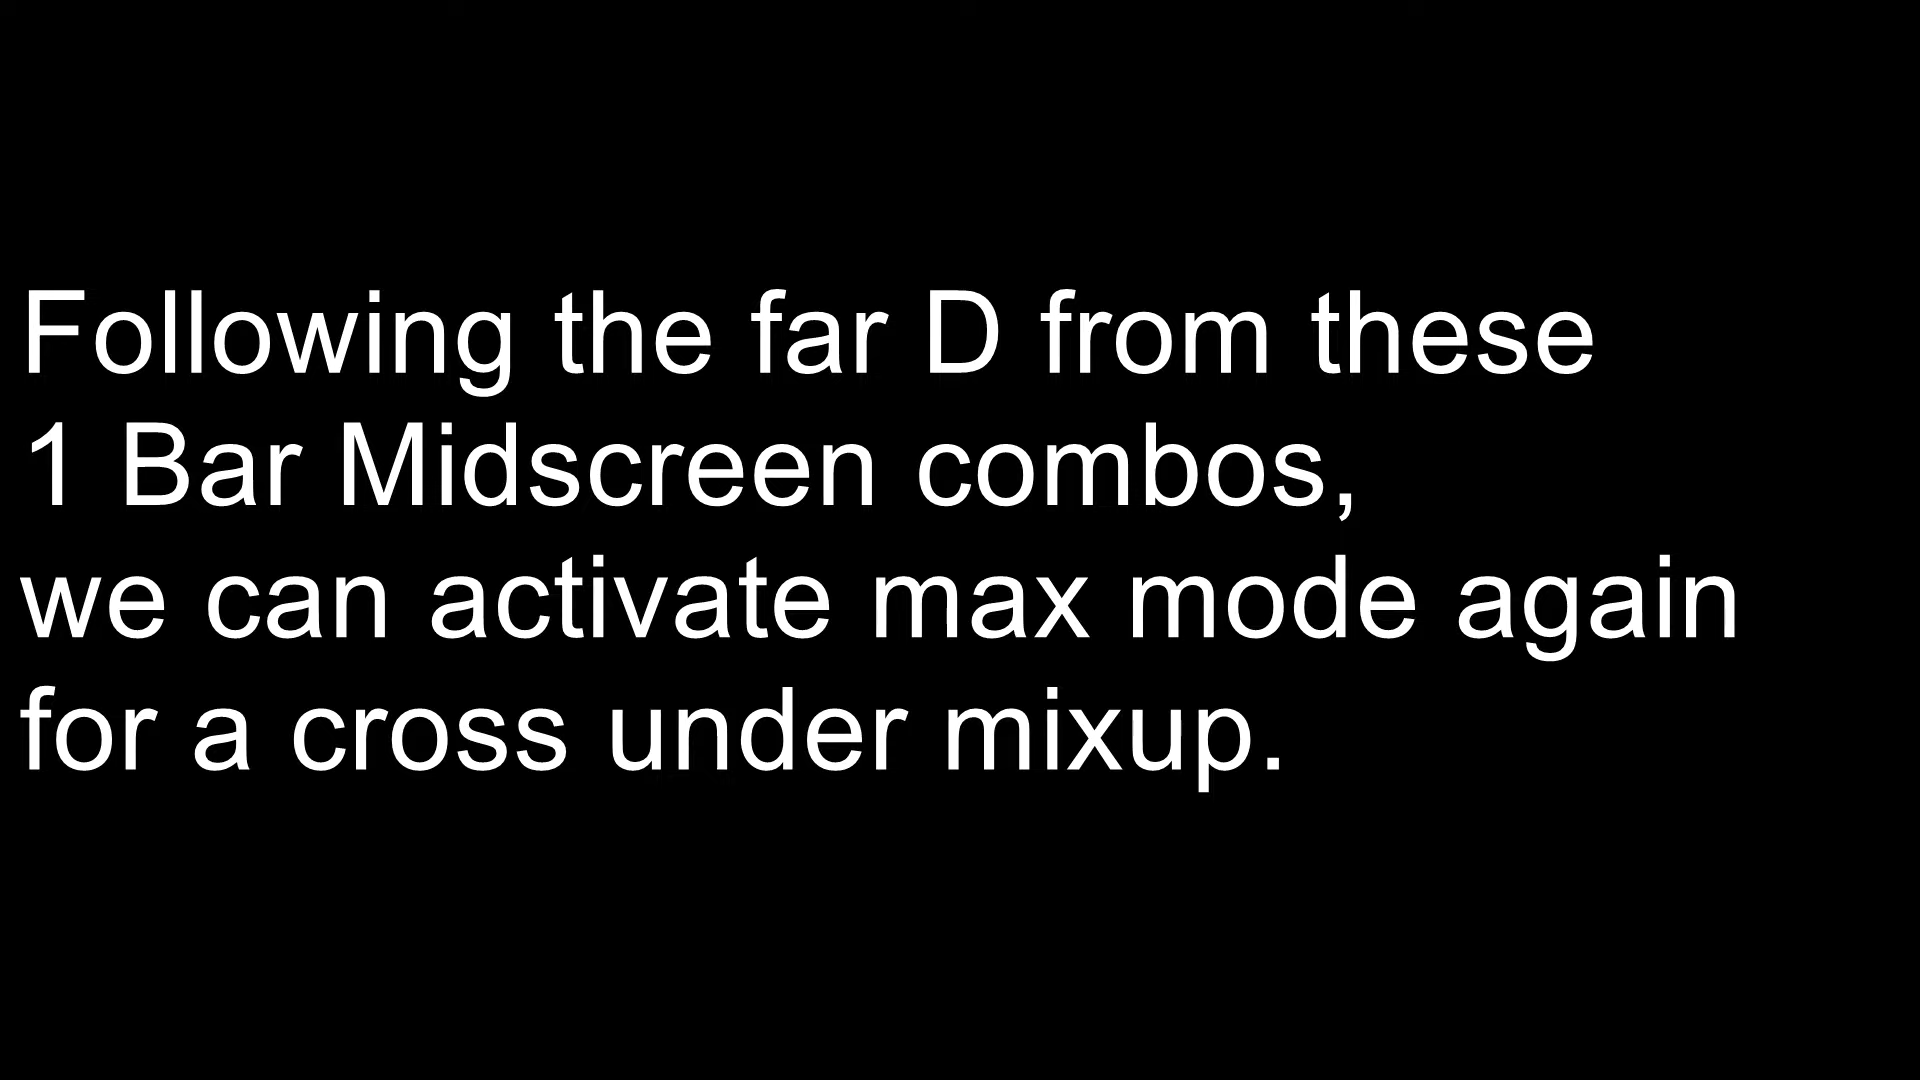 Following the far D from these
1 Bar Midscreen combos,
we can activate max mode again
for a cross under mixup.